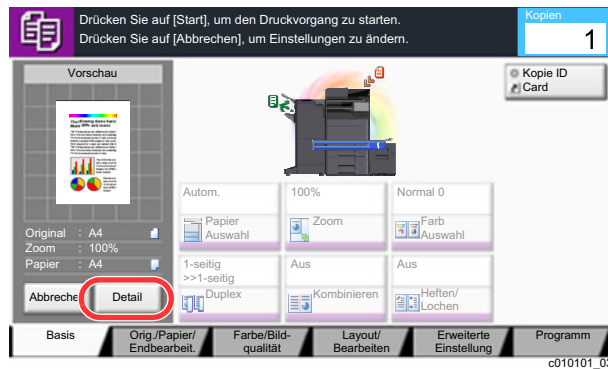 Drücken Sie auf [Start], um den Druckvorgang zu starten.
Drücken Sie auf [Abbrechen], um Einstellungen zu ändern.
Kopien
1
Vorschau
Original : A4
Zoom : 100%
Papier : A4
Abbreche
Detail
Kopie ID
Card
Autom.
Papier
Auswahl
100%
Zoom
Normal 0
Farb
Auswahl
1-seitig
>>1-seitig
Duplex
Aus
Kombinieren
Aus
Heften/
Lochen
Basis
Orig./Papier/
Endbearbeit.
Farbe/Bild-
qualität
Layout/
Bearbeiten
Erweiterte
Einstellung
Programm